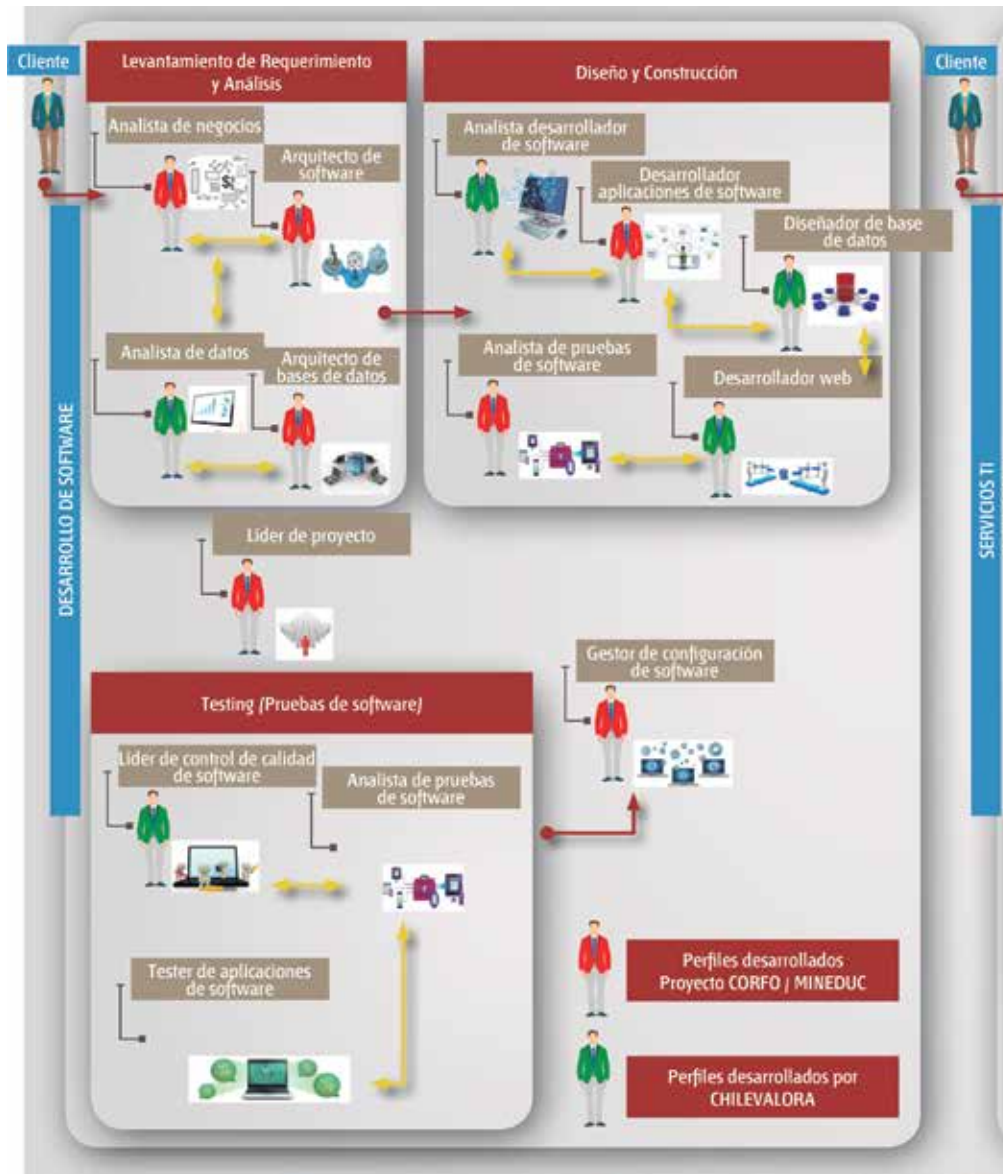 Cliente
DESARROLLO DE SOFTWARE
Levantamiento de Requerimiento
y Análisis
Analista de negocios
Arquitecto de
software
Analista de datos
Arquitecto de
bases de datos
Diseño y Construcción
Analista desarrollador
de software
Desarrollador
aplicaciones de software
Diseñador de base
de datos
Analista de pruebas
de software
Desarrollador web
Líder de proyecto
Gestor de configuración
de software
Testing (Pruebas de software)
Líder de control de calidad
de software
Analista de pruebas
de software
Tester de aplicaciones
de software
Perfiles desarrollados
Proyecto CORFO / MINEDUC
Perfiles desarrollados por
CHILEVALORA
Cliente
SERVICIOS TI